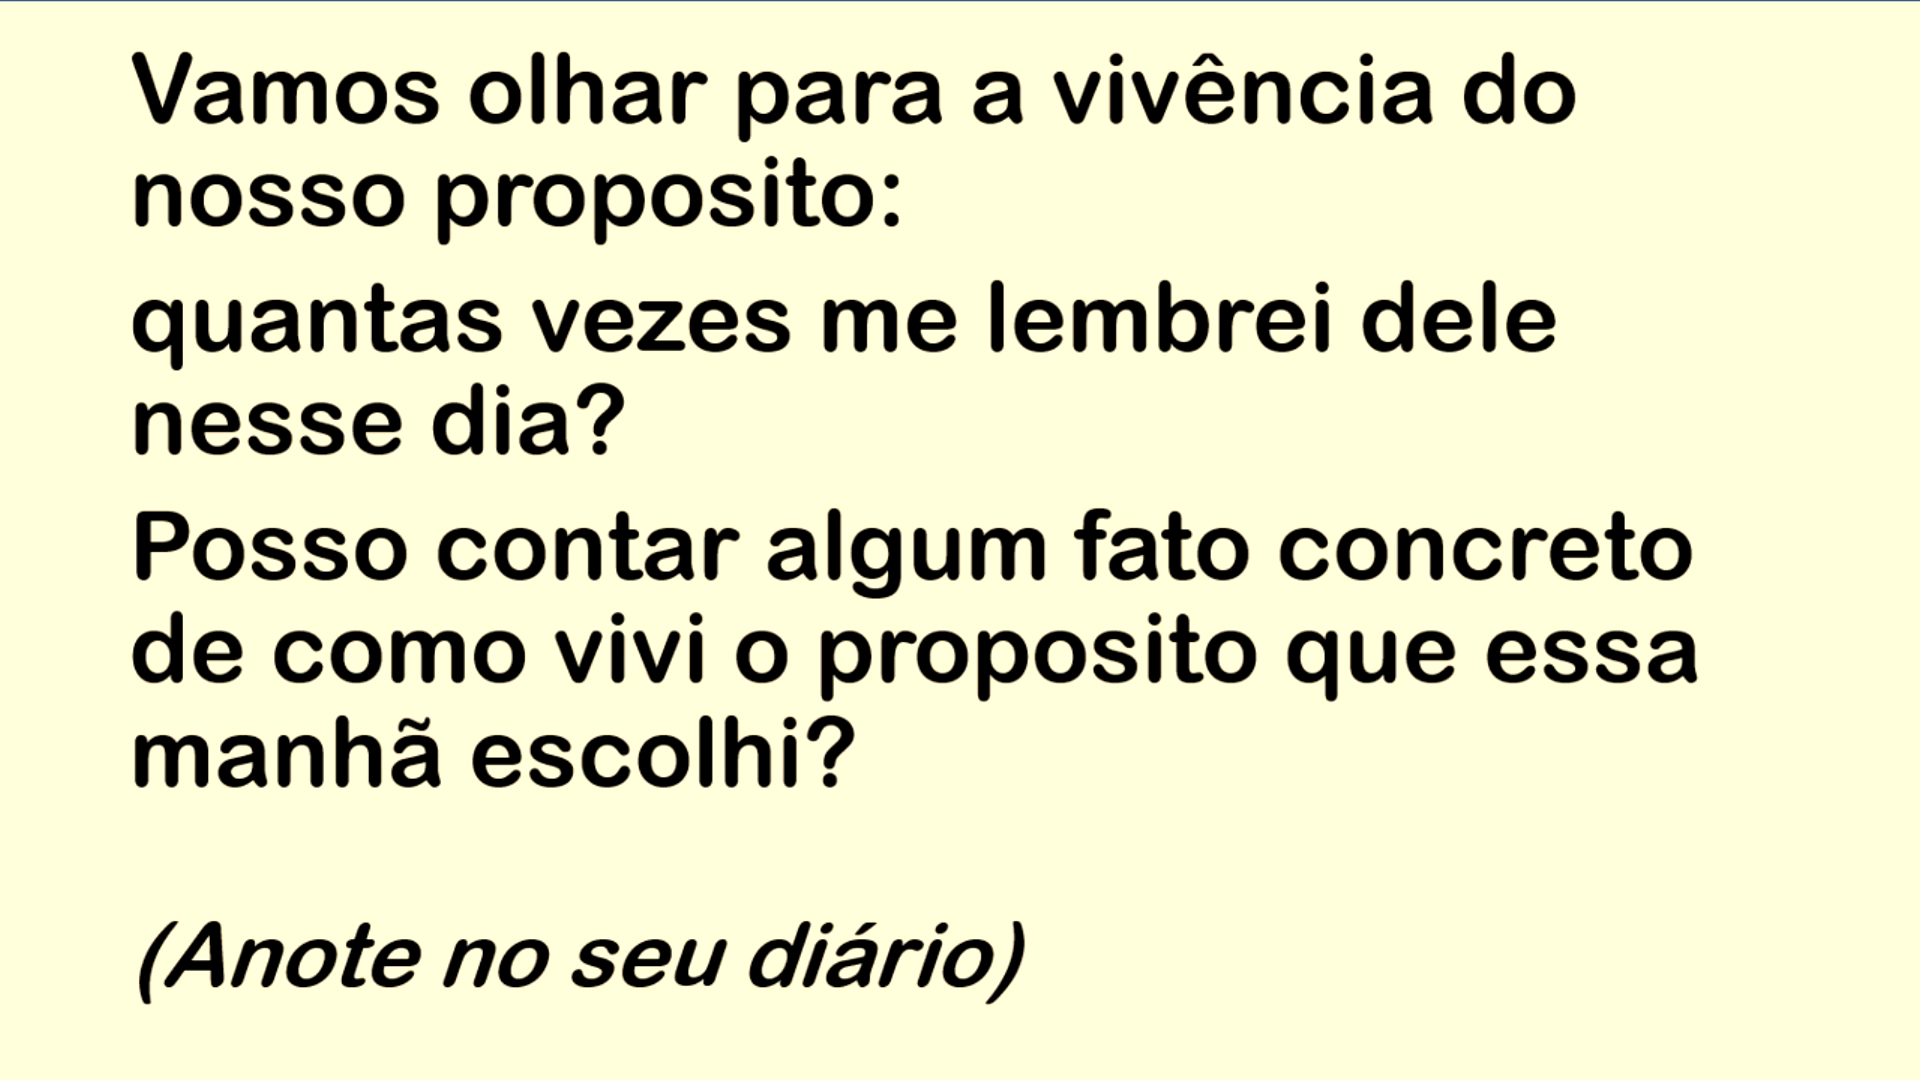 Vamos olhar para a vivência do
nosso proposito:
quantas vezes me lembrei dele
nesse dia?
Posso contar algum fato concreto
de como vivi o proposito que essa
manhã escolhi?
(Anote no seu diário)